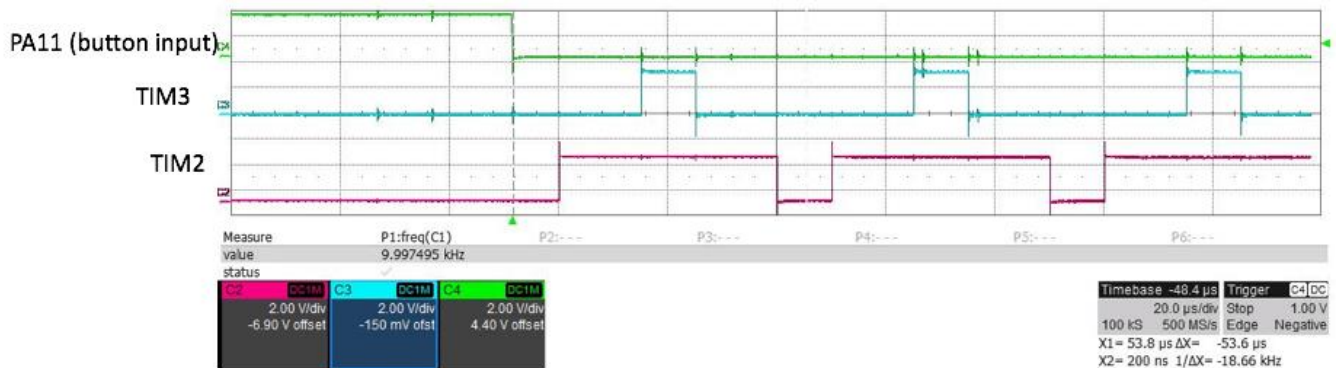 PA11 (button input)
C4
TIM3
C3
TIM2
C2
Measure P1:freq(C1) P2:--- P3:--- P4:--- P5:--- P6:---
value 9.997495 kHz
status
C2 DC1M C3 DC1M C4 DC1M
2.00 V/div 2.00 V/div 2.00 V/div
-6.90 V offset -150 mV ofst 4.40 V offset
Timebase -48.4 µs Trigger C4 DC
20.0 µs/div Stop 1.00 V
100 kS 500 MS/s Edge Negative
X1= 53.8 µs ΔX= -53.6 µs
X2= 200 ns 1/ΔX= -18.66 kHz